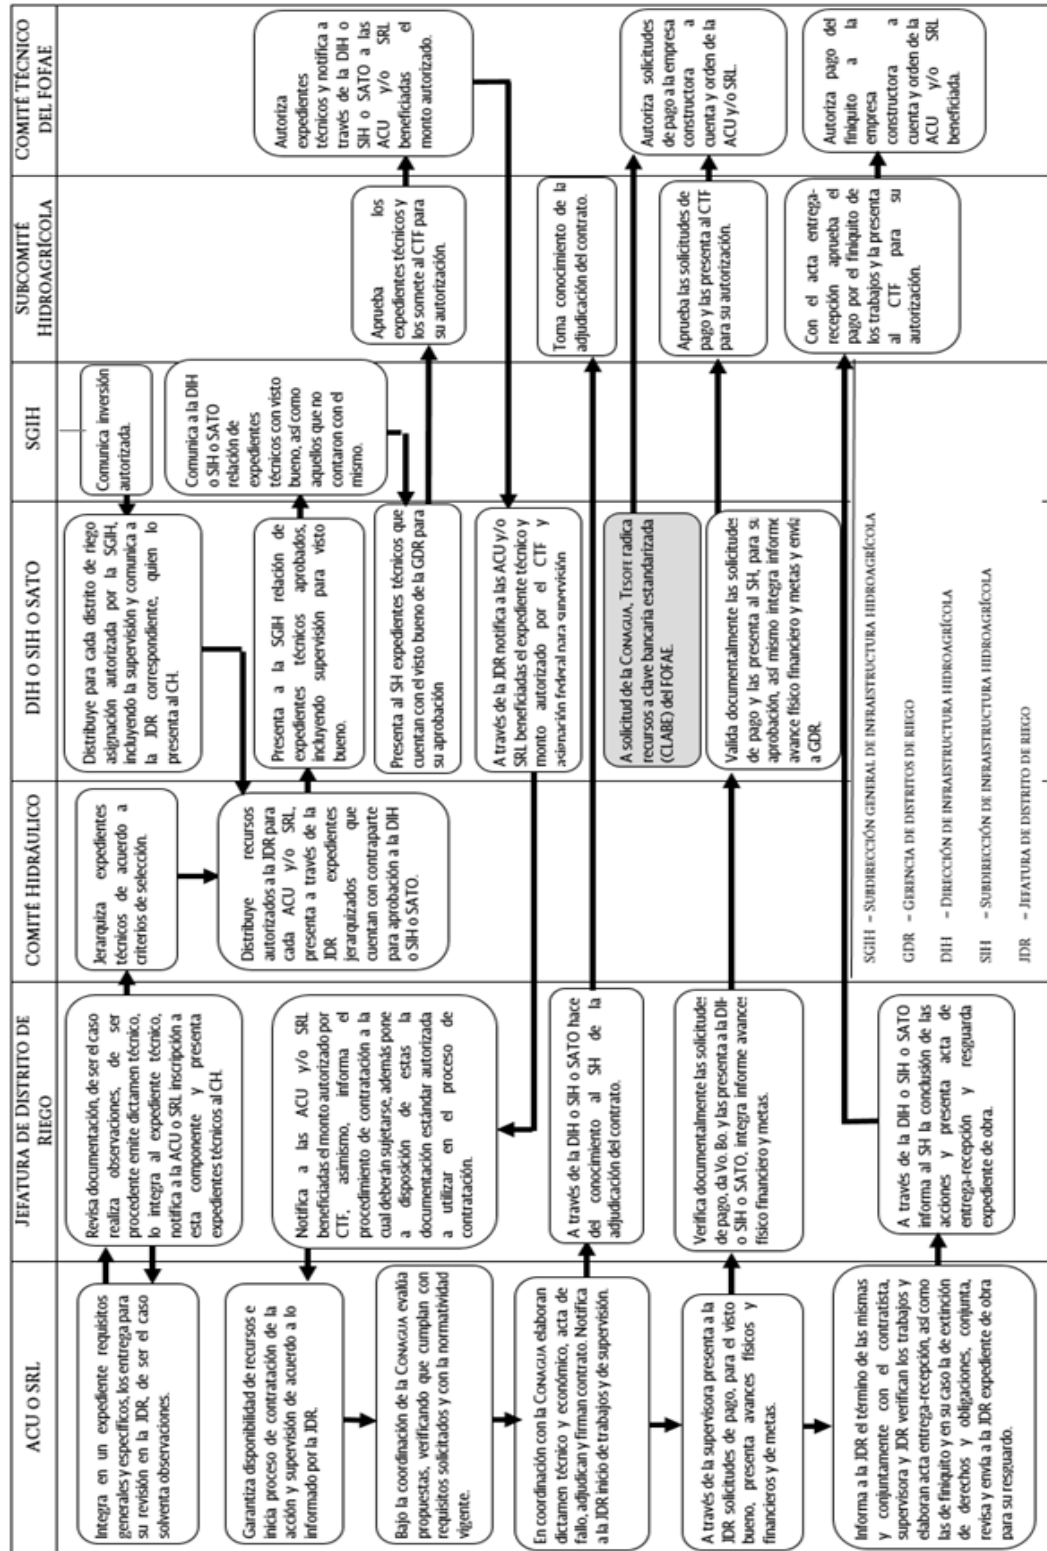 ACU O SRL
JEFATURA DE DISTRITO DE
RIEGO
COMITÉ HIDRÁULICO
DIH O SIH O SATO
SGIH
SUBCOMITÉ
HIDROAGRÍCOLA
COMITÉ TÉCNICO
DEL FOFAE
Integra en un expediente requisitos
generales y específicos, los entrega para
su revisión en la JDR, de ser el caso
solventa observaciones.
Revisa documentación, de ser el caso
realiza observaciones, de ser
procedente emite dictamen técnico,
lo integra al expediente técnico,
notifica a la ACU o SRL inscripción a
esta componente y presenta
expedientes técnicos al CH.
Jerarquiza expedientes
técnicos de acuerdo a
criterios de selección.
Distribuye para cada distrito de riego
asignación autorizada por la SGIH,
incluyendo la supervisión y comunica a
la JDR correspondiente, quien lo
presenta al CH.
Comunica inversión
autorizada.
Distribuye recursos
autorizados a la JDR para
cada ACU y/o SRL,
presenta a través de la
JDR expedientes
jerarquizados que
cuentan con contraparte
para aprobación a la DIH
o SIH o SATO.
Presenta a la SGIH relación de
expedientes técnicos aprobados,
incluyendo supervisión para visto
bueno.
Comunica a la DIH
o SIH o SATO
relación de
expedientes
técnicos con visto
bueno, así como
aquellos que no
contaron con el
mismo.
Presenta al SH expedientes técnicos que
cuentan con el visto bueno de la GDR para
su aprobación
Aprueba los
expedientes técnicos y
los somete al CTF para
su autorización.
Autoriza
expedientes
técnicos y notifica a
través de la DIH o
SIH o SATO a las
ACU y/o SRL
beneficiadas el
monto autorizado.
A través de la JDR notifica a las ACU y/o
SRL beneficiadas el expediente técnico y
monto autorizado por el CTF y
asignación federal para supervisión
Notifica a las ACU y/o SRL
beneficiadas el monto autorizado por
CTF, asimismo, informa el
procedimiento de contratación a la
cual deberán sujetarse, además pone
a disposición de estas la
documentación estándar autorizada
a utilizar en el proceso de
contratación.
Garantiza disponibilidad de recursos e
inicia proceso de contratación de la
acción y supervisión de acuerdo a lo
informado por la JDR.
Bajo la coordinación de la CONAGUA evalúa
propuestas, verificando que cumplan con
requisitos solicitados y con la normatividad
vigente.
En coordinación con la CONAGUA elaboran
dictamen técnico y económico, acta de
fallo, adjudican y firman contrato. Notifica
a la JDR inicio de trabajos y de supervisión.
A través de la DIH o SIH o SATO hace
del conocimiento al SH de la
adjudicación del contrato.
Toma conocimiento de la
adjudicación del contrato.
A solicitud de la CONAGUA, TESOFE radica
recursos a clave bancaria estandarizada
(CLABE) del FOFAE.
Autoriza solicitudes
de pago a la empresa
constructora a
cuenta y orden de la
ACU y/o SRL.
A través de la supervisora presenta a la
JDR solicitudes de pago, para el visto
bueno, presenta avances físicos y
financieros y de metas.
Verifica documentalmente las solicitudes
de pago, da Vo. Bo. y las presenta a la DIH
o SIH o SATO, integra informe avances
físico financiero y metas.
Valida documentalmente las solicitudes
de pago y las presenta al SH, para su
aprobación, así mismo integra informe
avance físico financiero y metas y envía
a GDR.
Aprueba las solicitudes de
pago y las presenta al CTF
para su autorización.
Informa a la JDR el término de las mismas
y conjuntamente con el contratista,
supervisora y JDR verifican los trabajos y
elaboran acta entrega-recepción, así como
las de finiquito y en su caso la de extinción
de derechos y obligaciones, conjunta,
revisa y envía a la JDR expediente de obra
para su resguardo.
A través de la DIH o SIH o SATO
informa al SH la conclusión de las
acciones y presenta acta de
entrega-recepción y resguarda
expediente de obra.
Con el acta entrega-
recepción aprueba el
pago por el finiquito de
los trabajos y la presenta
al CTF para su
autorización.
Autoriza pago del
finiquito a la
empresa
constructora a
cuenta y orden de la
ACU y/o SRL
beneficiada.
SGIH = SUBDIRECCIÓN GENERAL DE INFRAESTRUCTURA HIDROAGRÍCOLA
GDR = GERENCIA DE DISTRITOS DE RIEGO
DIH = DIRECCIÓN DE INFRAESTRUCTURA HIDROAGRÍCOLA
SIH = SUBDIRECCIÓN DE INFRAESTRUCTURA HIDROAGRÍCOLA
JDR = JEFATURA DE DISTRITO DE RIEGO